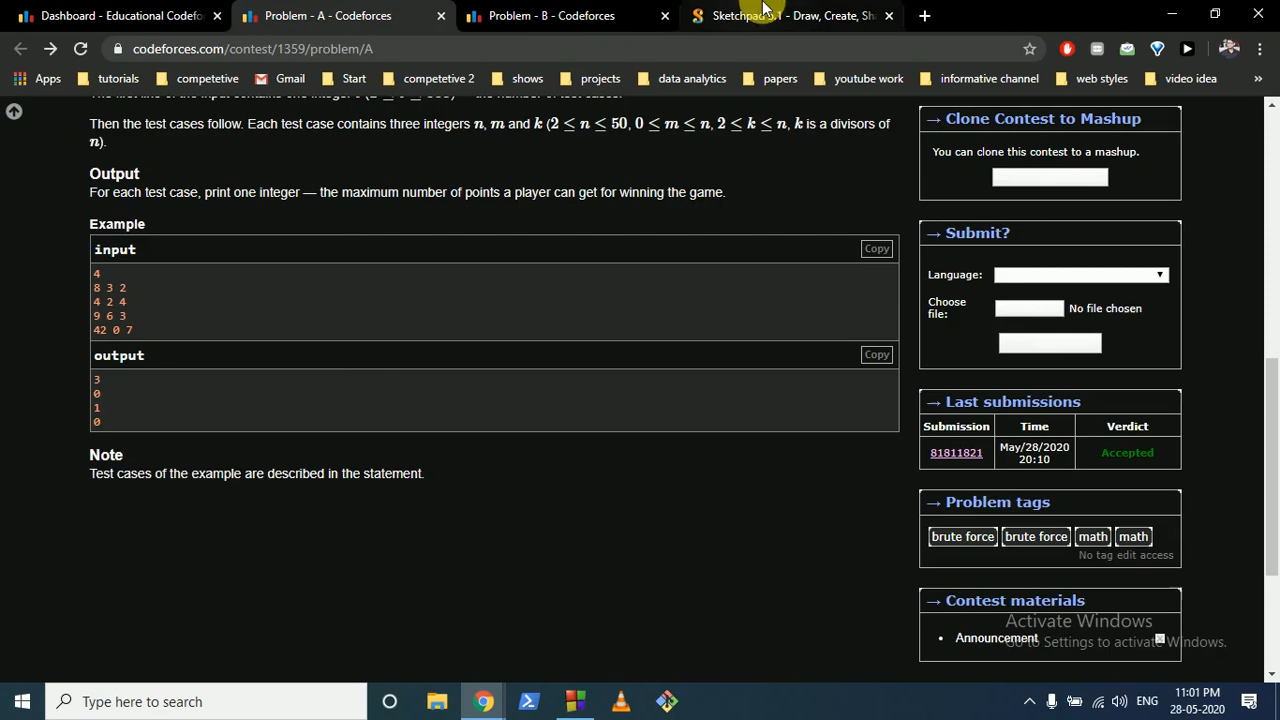 Dashboard - Educational Codefo
Problem - A - Codeforces
Problem - B - Codeforces
Sketchpad 5.1 - Draw, Create, Sha
codeforces.com/contest/1359/problem/A
Apps
tutorials
competetive
Gmail
Start
competetive 2
shows
projects
data analytics
papers
youtube work
informative channel
web styles
video idea
»
Then the test cases follow. Each test case contains three integers n, m and k (2 ≤ n ≤ 50, 0 ≤ m ≤ n, 2 ≤ k ≤ n, k is a divisors of
n).
Output
For each test case, print one integer — the maximum number of points a player can get for winning the game.
Example
input
Copy
4
8 3 2
4 2 4
9 6 3
42 0 7
output
Copy
3
0
1
0
Note
Test cases of the example are described in the statement.
→ Clone Contest to Mashup
You can clone this contest to a mashup.
→ Submit?
Language:
Choose
file:
No file chosen
→ Last submissions
Submission Time Verdict
81811821
May/28/2020
20:10
Accepted
→ Problem tags
brute force
brute force
math
math
No tag edit access
→ Contest materials
Announcement
Activate Windows
Go to Settings to activate Windows.
Type here to search
ENG
11:01 PM
28-05-2020